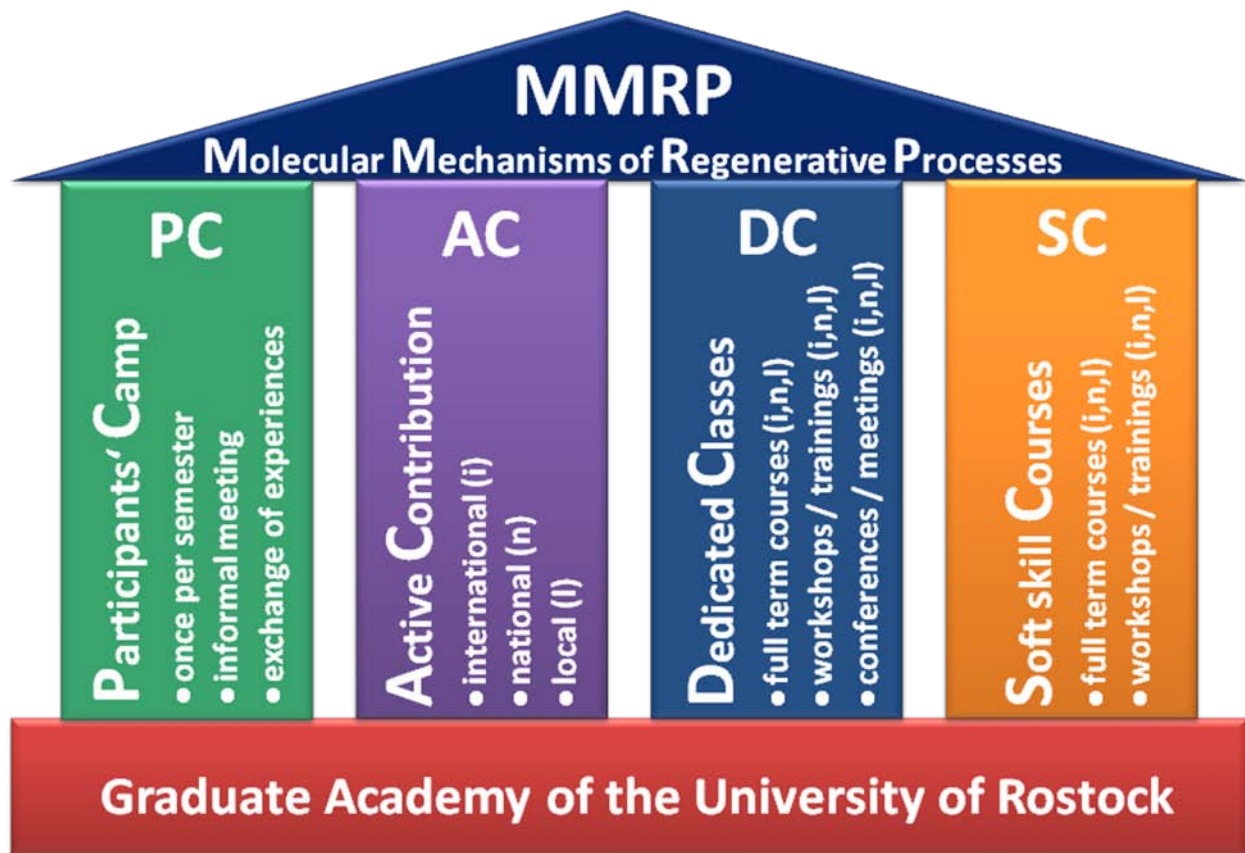 MMRP
Molecular Mechanisms of Regenerative Processes
PC
Participants‘ Camp
• once per semester
• informal meeting
• exchange of experiences
AC
Active Contribution
• international (i)
• national (n)
• local (l)
DC
Dedicated Classes
• full term courses (i,n,l)
• workshops / trainings (i,n,l)
• conferences / meetings (i,n,l)
SC
Soft skill Courses
• full term courses (i,n,l)
• workshops / trainings (i,n,l)
Graduate Academy of the University of Rostock